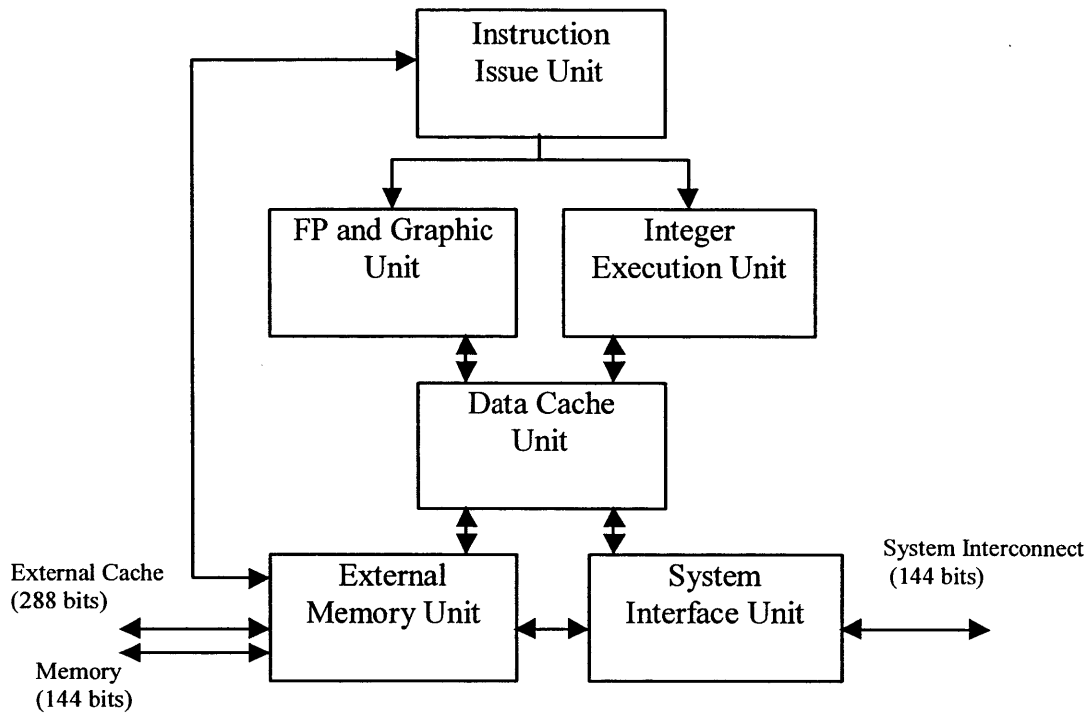 Instruction
Issue Unit
FP and Graphic
Unit
Integer
Execution Unit
Data Cache
Unit
External Cache
(288 bits)
Memory
(144 bits)
External
Memory Unit
System
Interface Unit
System Interconnect
(144 bits)